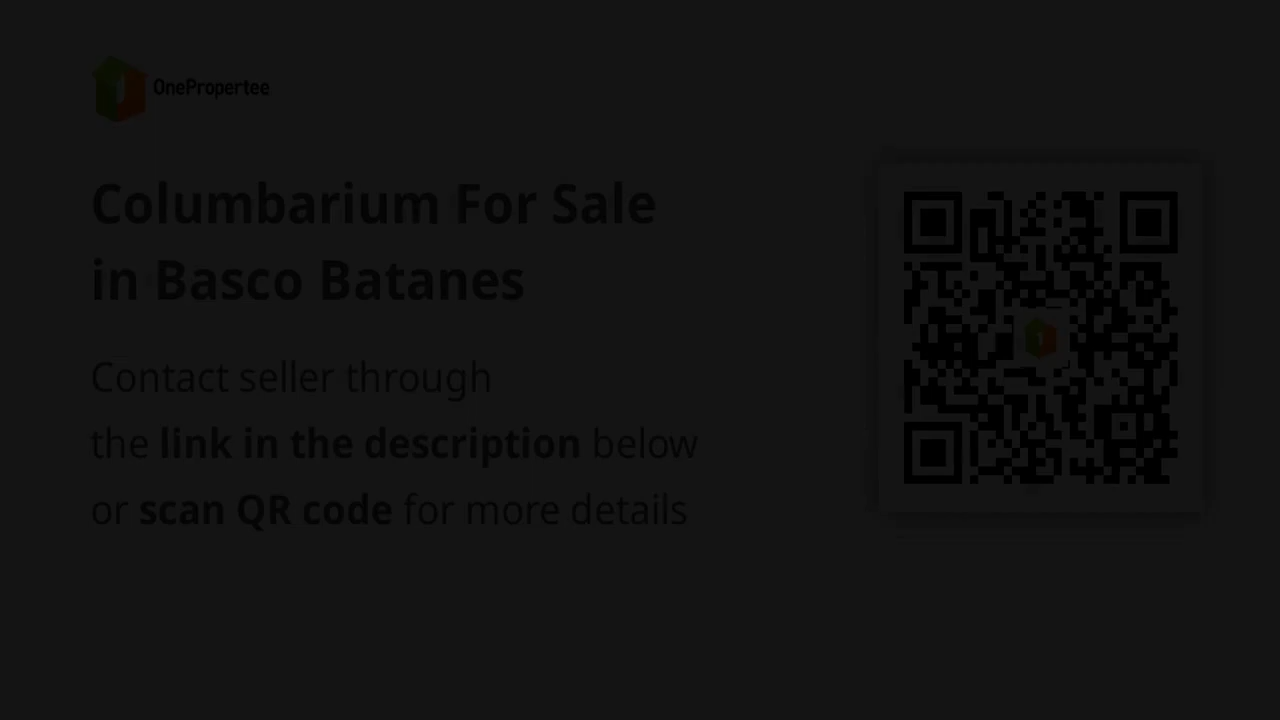 OnePropertee
Columbarium For Sale
in Basco Batanes
Contact seller through
the link in the description below
or scan QR code for more details